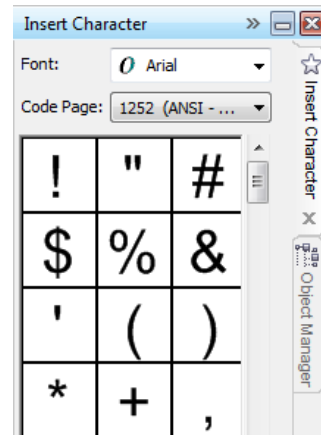 Insert Character
Font: O Arial
Code Page: 1252 (ANSI - ...
! " #
$ % &
' ( )
* + ,
Insert Character
Object Manager